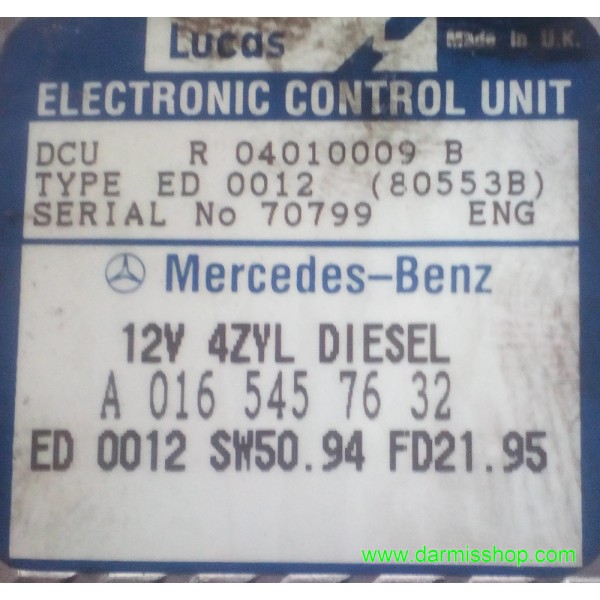 Lucas Made in U.K.
ELECTRONIC CONTROL UNIT
DCU R 04010009 B
TYPE ED 0012 (80553B)
SERIAL No 70799 ENG
Mercedes-Benz
12V 4ZYL DIESEL
A 016 545 76 32
ED 0012 SW50.94 FD21.95
www.darmisshop.com